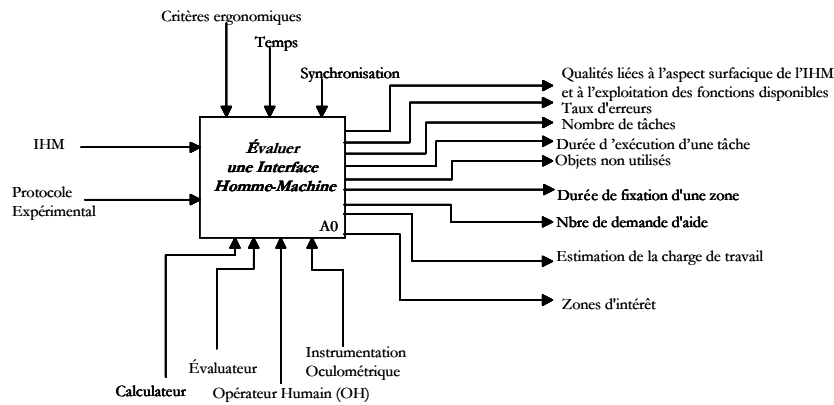 Critères ergonomiques
Temps
Synchronisation
Qualités liées à l'aspect surfacique de l'IHM
et à l'exploitation des fonctions disponibles
Taux d'erreurs
Nombre de tâches
Durée d 'exécution d'une tâche
Objets non utilisés
Durée de fixation d'une zone
Nbre de demande d'aide
Estimation de la charge de travail
Zones d'intérêt
IHM
Protocole
Expérimental
Évaluer
une Interface
Homme-Machine
A0
Calculateur
Évaluateur
Opérateur Humain (OH)
Instrumentation
Oculométrique